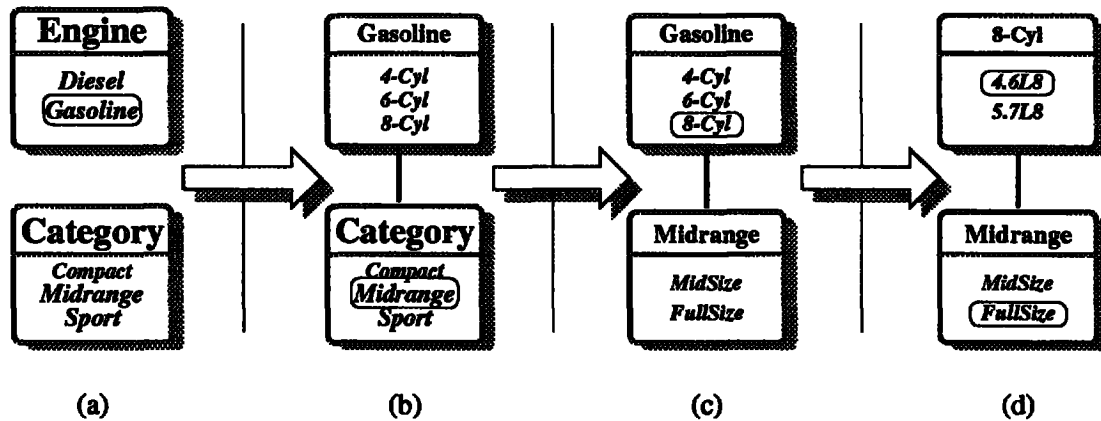 Engine
Diesel
Gasoline
Category
Compact
Midrange
Sport
(a)
Gasoline
4-Cyl
6-Cyl
8-Cyl
Category
Compact
Midrange
Sport
(b)
Gasoline
4-Cyl
6-Cyl
8-Cyl
Midrange
MidSize
FullSize
(c)
8-Cyl
4.6L8
5.7L8
Midrange
MidSize
FullSize
(d)